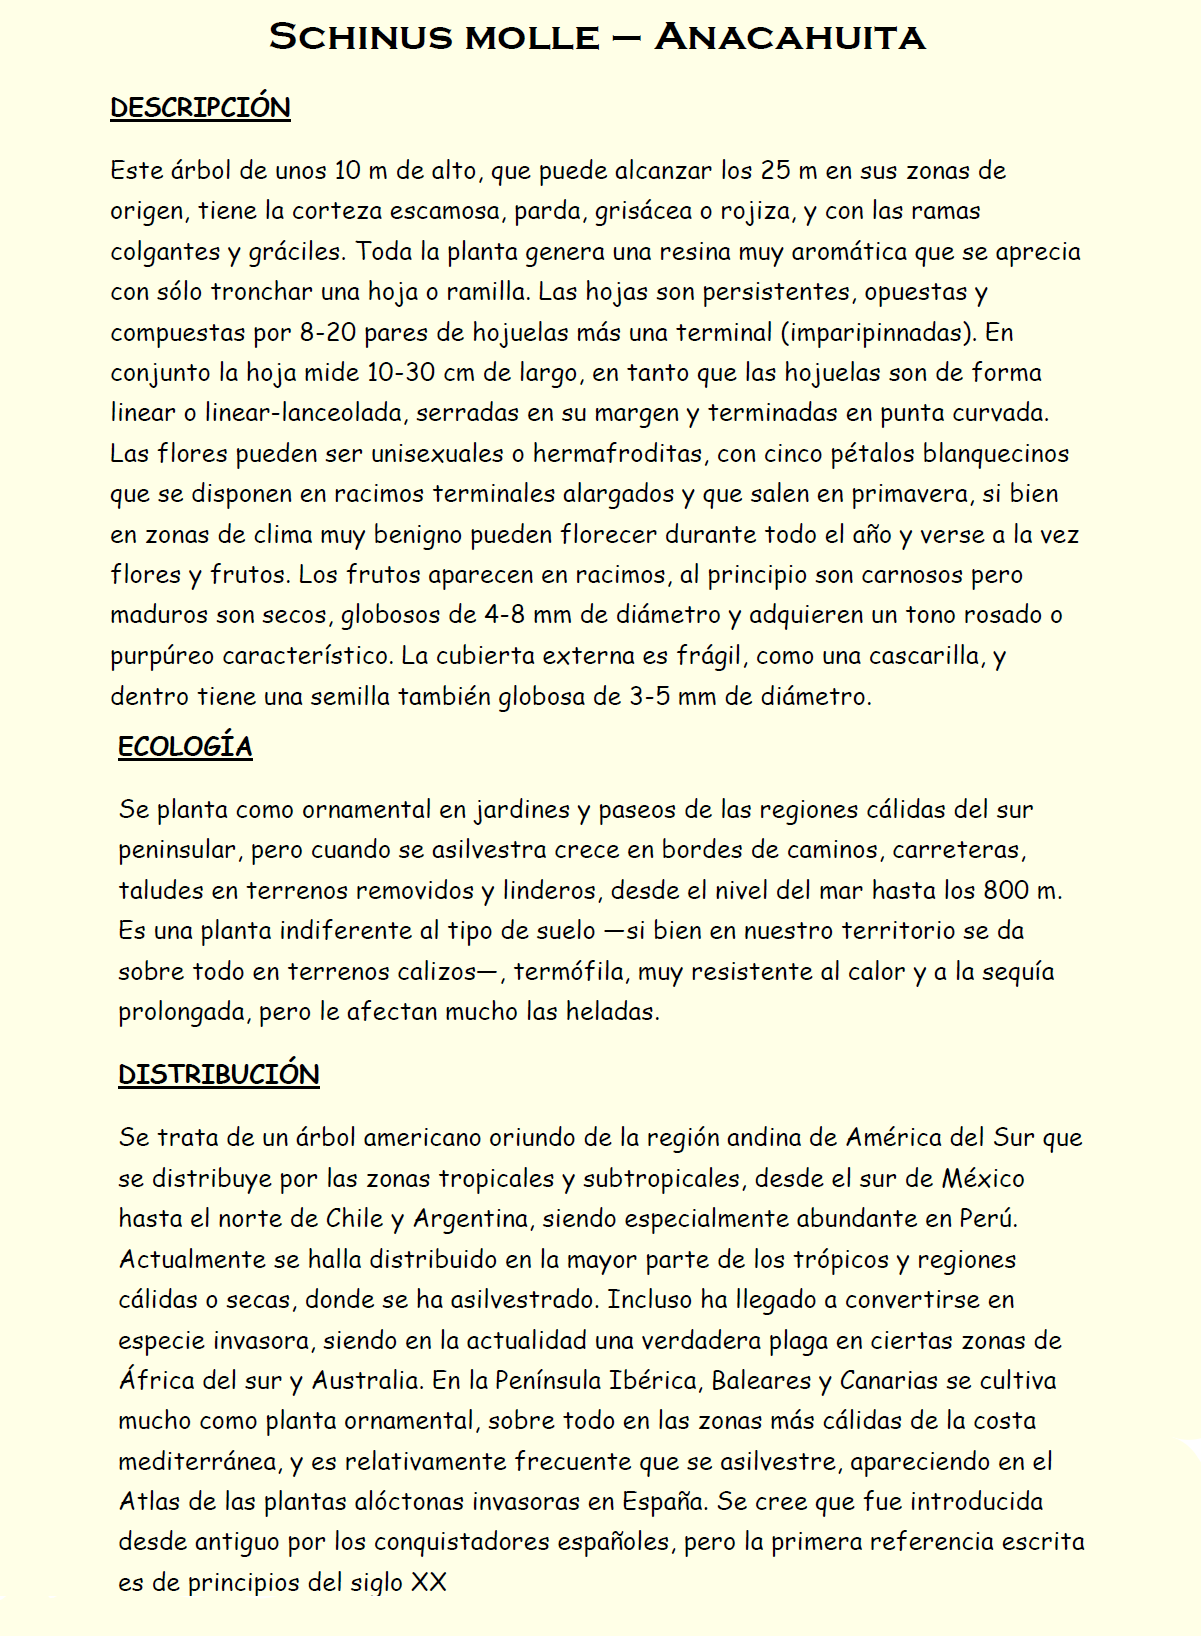 SCHINUS MOLLE – ANACAHUITA
DESCRIPCIÓN
Este árbol de unos 10 m de alto, que puede alcanzar los 25 m en sus zonas de
origen, tiene la corteza escamosa, parda, grisácea o rojiza, y con las ramas
colgantes y gráciles. Toda la planta genera una resina muy aromática que se aprecia
con sólo tronchar una hoja o ramilla. Las hojas son persistentes, opuestas y
compuestas por 8-20 pares de hojuelas más una terminal (imparipinnadas). En
conjunto la hoja mide 10-30 cm de largo, en tanto que las hojuelas son de forma
linear o linear-lanceolada, serradas en su margen y terminadas en punta curvada.
Las flores pueden ser unisexuales o hermafroditas, con cinco pétalos blanquecinos
que se disponen en racimos terminales alargados y que salen en primavera, si bien
en zonas de clima muy benigno pueden florecer durante todo el año y verse a la vez
flores y frutos. Los frutos aparecen en racimos, al principio son carnosos pero
maduros son secos, globosos de 4-8 mm de diámetro y adquieren un tono rosado o
purpúreo característico. La cubierta externa es frágil, como una cascarilla, y
dentro tiene una semilla también globosa de 3-5 mm de diámetro.
ECOLOGÍA
Se planta como ornamental en jardines y paseos de las regiones cálidas del sur
peninsular, pero cuando se asilvestra crece en bordes de caminos, carreteras,
taludes en terrenos removidos y linderos, desde el nivel del mar hasta los 800 m.
Es una planta indiferente al tipo de suelo —si bien en nuestro territorio se da
sobre todo en terrenos calizos—, termófila, muy resistente al calor y a la sequía
prolongada, pero le afectan mucho las heladas.
DISTRIBUCIÓN
Se trata de un árbol americano oriundo de la región andina de América del Sur que
se distribuye por las zonas tropicales y subtropicales, desde el sur de México
hasta el norte de Chile y Argentina, siendo especialmente abundante en Perú.
Actualmente se halla distribuido en la mayor parte de los trópicos y regiones
cálidas o secas, donde se ha asilvestrado. Incluso ha llegado a convertirse en
especie invasora, siendo en la actualidad una verdadera plaga en ciertas zonas de
África del sur y Australia. En la Península Ibérica, Baleares y Canarias se cultiva
mucho como planta ornamental, sobre todo en las zonas más cálidas de la costa
mediterránea, y es relativamente frecuente que se asilvestre, apareciendo en el
Atlas de las plantas alóctonas invasoras en España. Se cree que fue introducida
desde antiguo por los conquistadores españoles, pero la primera referencia escrita
es de principios del siglo XX